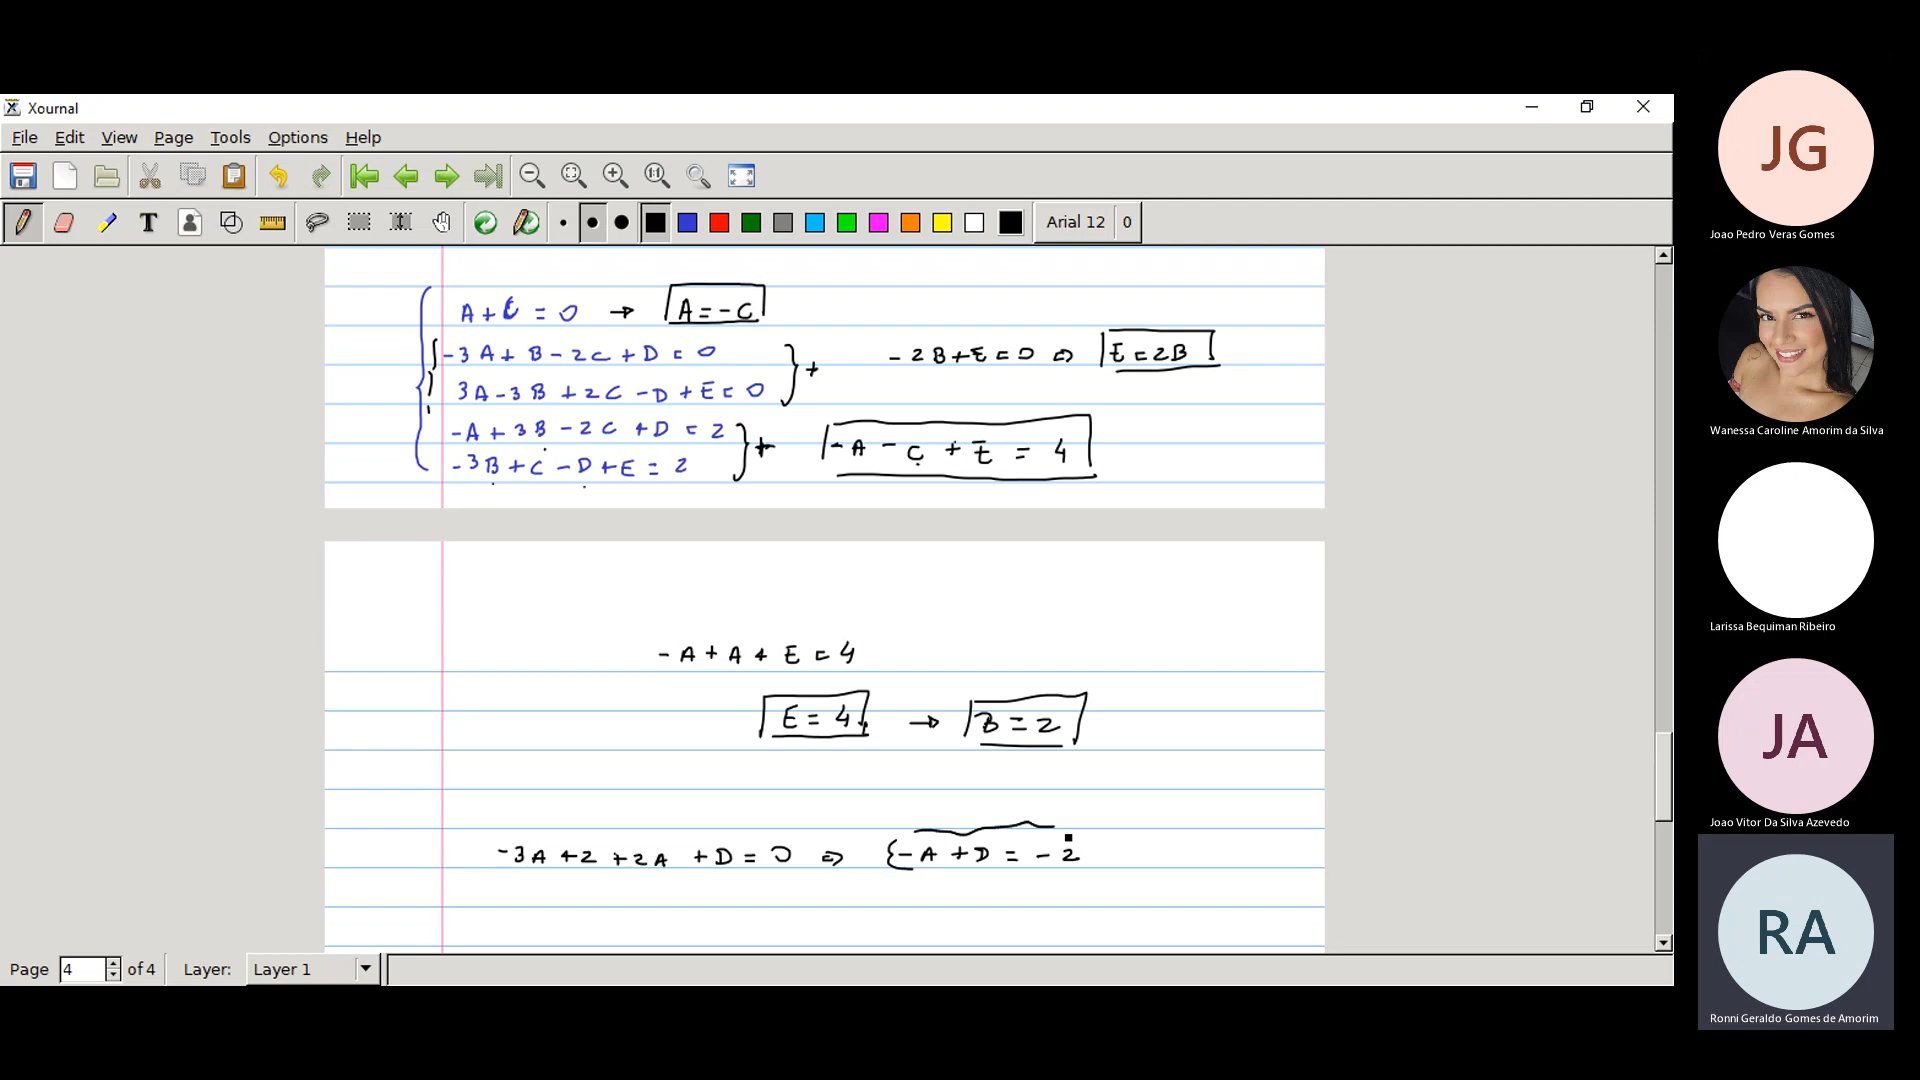 Xournal
File Edit View Page Tools Options Help
Arial 12 0
A + C = 0 → A = -C
-3A + B - 2C + D = 0
3A - 3B + 2C - D + E = 0
+ -2B + E = 0 ⇒ E = 2B
-A + 3B - 2C + D = 2
-3B + C - D + E = 2
+ -A - C + E = 4
-A + A + E = 4
E = 4 → B = 2
-3A + 2 + 2A + D = 0 ⇒ { -A + D = -2
Page 4 of 4 Layer: Layer 1
JG
Joao Pedro Veras Gomes
Wanessa Caroline Amorim da Silva
Larissa Bequiman Ribeiro
JA
Joao Vitor Da Silva Azevedo
RA
Ronni Geraldo Gomes de Amorim